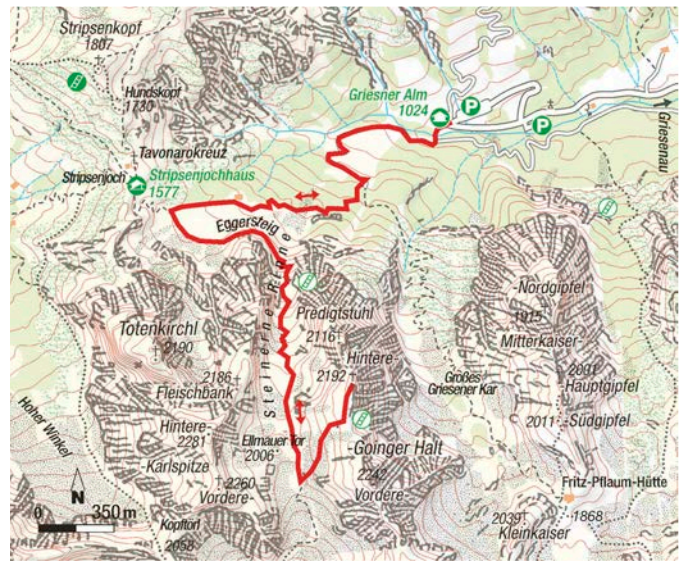 Stripsenkopf
1807
Hundskopf
1730
Griesner Alm
1024
P
P
Griesenau
Tavonarokreuz
Stripsenjoch
Stripsenjochhaus
1577
Eggersteig
Steinerne Rinne
Predigtstuhl
2116
Nordgipfel
1915
Mitterkaiser-
Totenkirchl
2190
Hintere-
2192
2186
Fleischbank
Großes
Griesener Kar
2091
-Hauptgipfel
2011
-Südgipfel
Hoher Winkel
Hintere-
2281
-Karlspitze
Ellmauer Tor
2006
-Goinger Halt
2242
Vordere
2260
Vordere-
Fritz-Pflaum-Hütte
1868
N
0 350 m
Kopftörl
2058
2039
Kleinkaiser